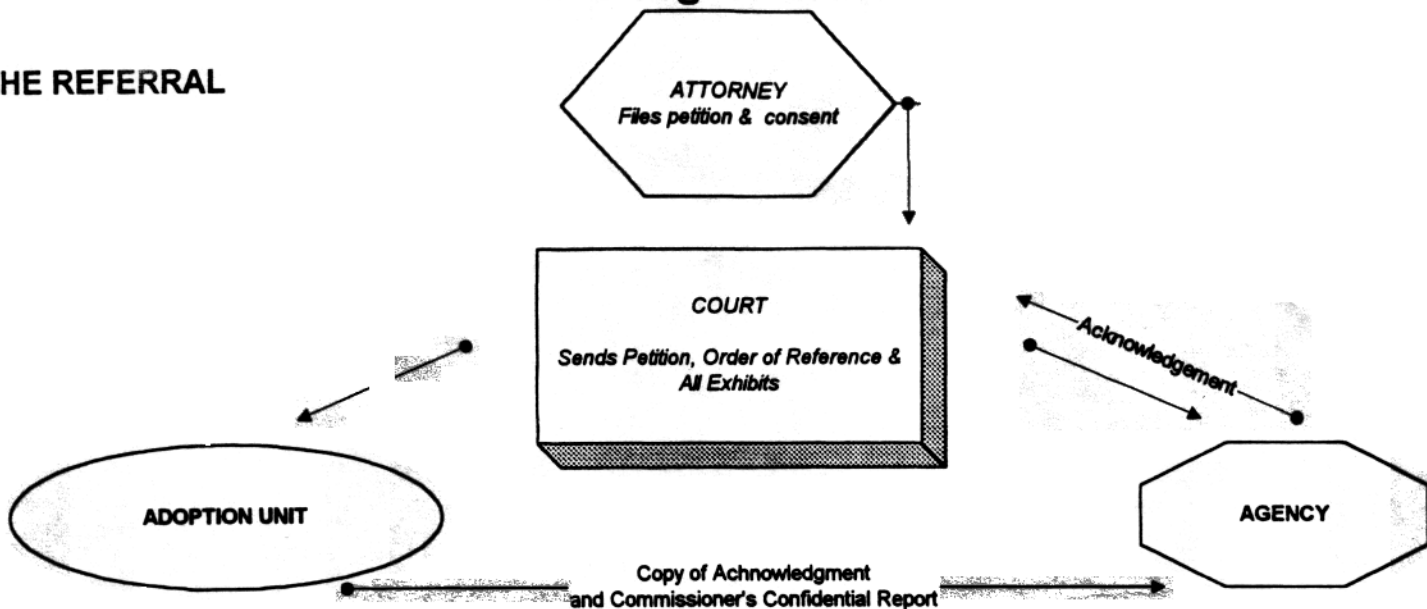 HE REFERRAL
ATTORNEY
Files petition & consent
COURT
Sends Petition, Order of Reference &
All Exhibits
Acknowledgement
ADOPTION UNIT
AGENCY
Copy of Achnowledgment
and Commissioner's Confidential Report